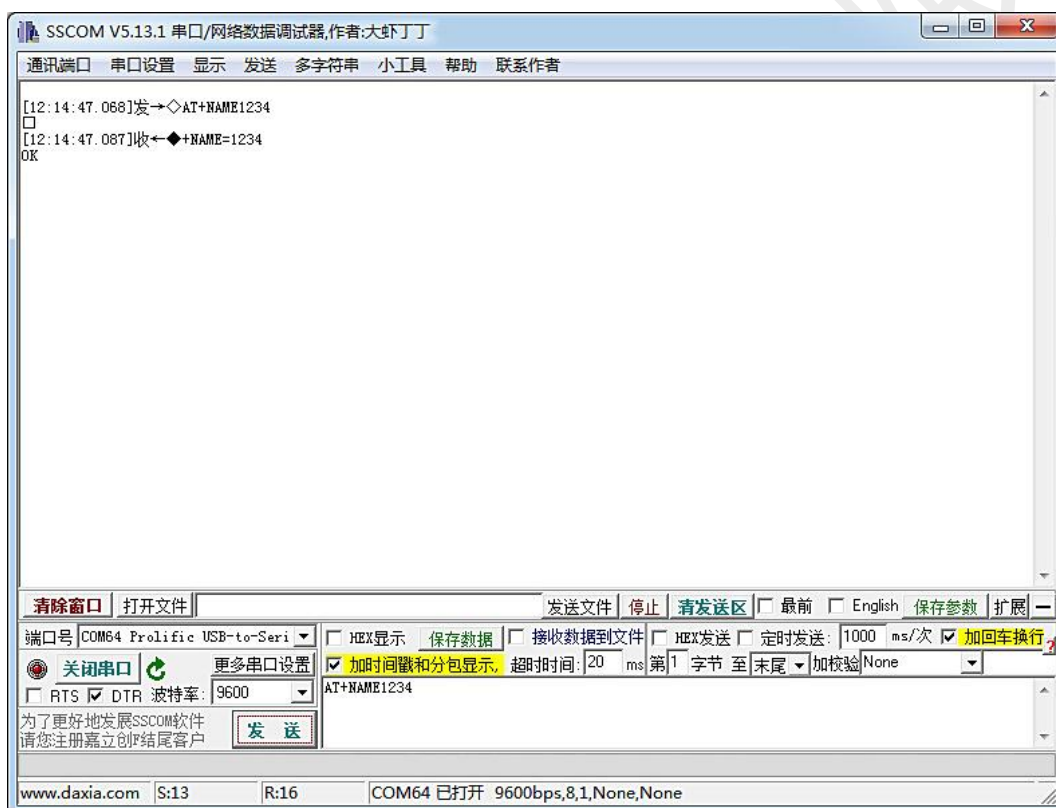 SSCOM V5.13.1 串口/网络数据调试器,作者:大虾丁丁
通讯端口 串口设置 显示 发送 多字符串 小工具 帮助 联系作者
[12:14:47.068]发→◇AT+NAME1234
[12:14:47.087]收←◆+NAME=1234
OK
清除窗口 打开文件 发送文件 停止 清发送区 最前 English 保存参数 扩展 —
端口号 COM64 Prolific USB-to-Seri HEX显示 保存数据 接收数据到文件 HEX发送 定时发送: 1000 ms/次 加回车换行
关闭串口 更多串口设置 加时间戳和分包显示, 超时时间: 20 ms 第1 字节 至 末尾 加校验 None
RTS DTR 波特率: 9600 AT+NAME1234
为了更好地发展SSCOM软件
请您注册嘉立创F结尾客户
发 送
www.daxia.com S:13 R:16 COM64 已打开 9600bps,8,1,None,None